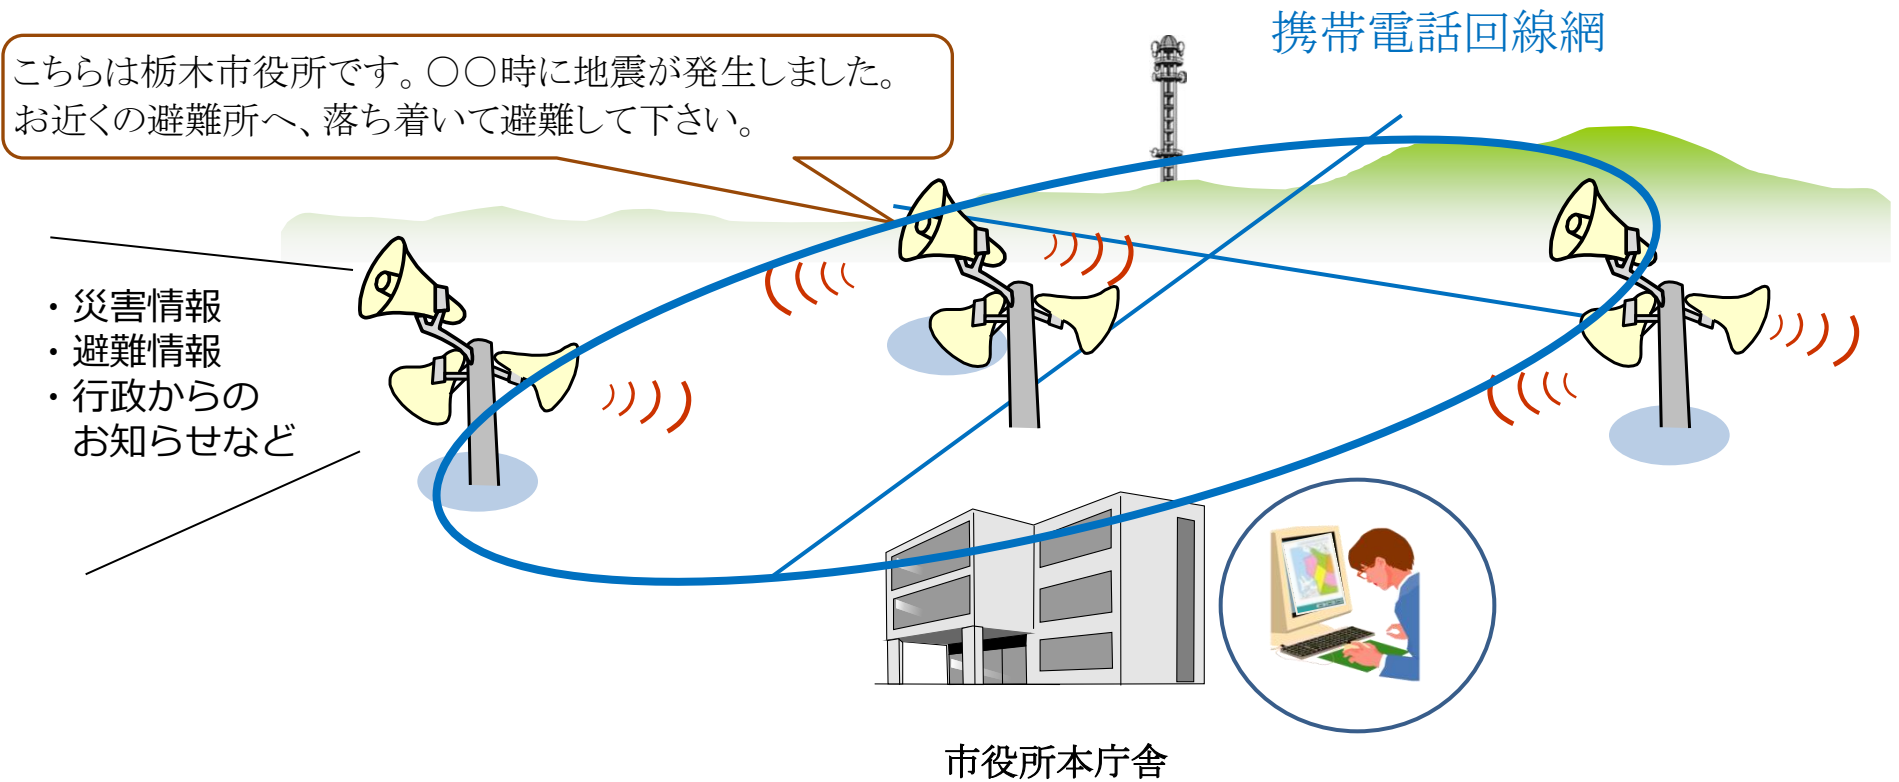 携帯電話回線網
こちらは栃木市役所です。○○時に地震が発生しました。
お近くの避難所へ、落ち着いて避難して下さい。
・災害情報
・避難情報
・行政からの
お知らせなど
市役所本庁舎